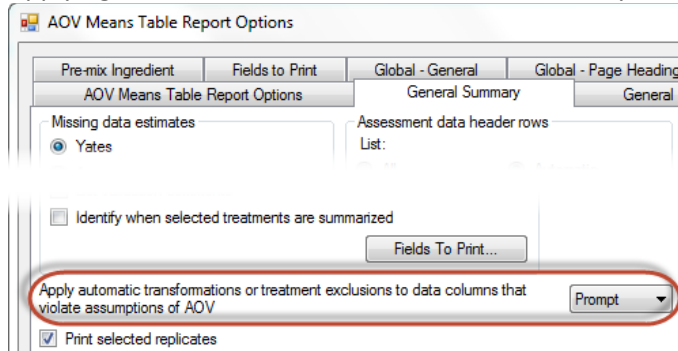 AOV Means Table Report Options
Pre-mix Ingredient Fields to Print Global - General Global - Page Heading
AOV Means Table Report Options General Summary General
Missing data estimates Assessment data header rows
Yates List:
Identify when selected treatments are summarized
Fields To Print...
Apply automatic transformations or treatment exclusions to data columns that
violate assumptions of AOV Prompt
Print selected replicates